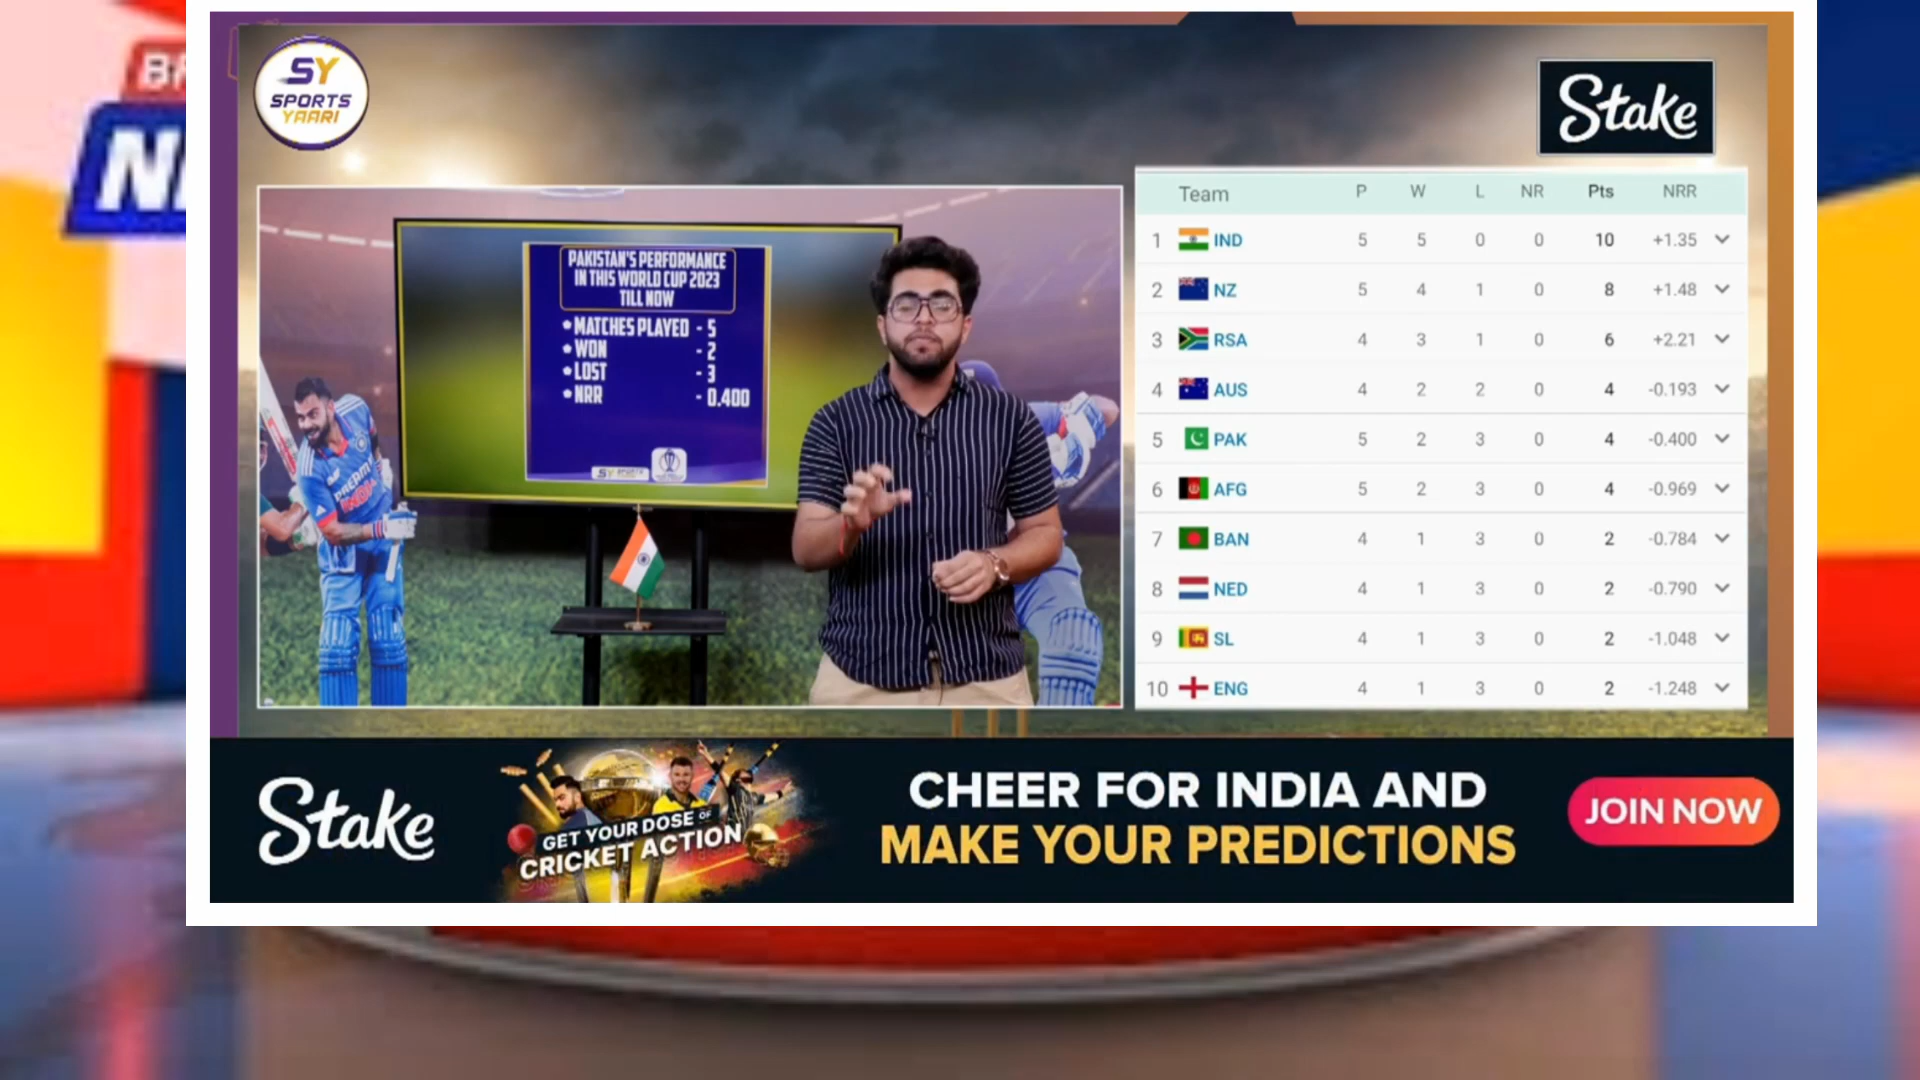 SY
SPORTS
YAARI
Stake
PAKISTAN'S PERFORMANCE
IN THIS WORLD CUP 2023
TILL NOW
• MATCHES PLAYED - 5
• WON - 2
• LOST - 3
• NRR - 0.400
SY SPORTS
DREAM
INDIA
Team P W L NR Pts NRR
1 IND 5 5 0 0 10 +1.35
2 NZ 5 4 1 0 8 +1.48
3 RSA 4 3 1 0 6 +2.21
4 AUS 4 2 2 0 4 -0.193
5 PAK 5 2 3 0 4 -0.400
6 AFG 5 2 3 0 4 -0.969
7 BAN 4 1 3 0 2 -0.784
8 NED 4 1 3 0 2 -0.790
9 SL 4 1 3 0 2 -1.048
10 ENG 4 1 3 0 2 -1.248
Stake
GET YOUR DOSE OF
CRICKET ACTION
CHEER FOR INDIA AND
MAKE YOUR PREDICTIONS
JOIN NOW